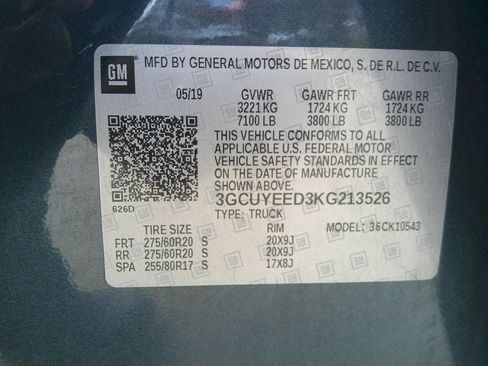 GM
MFD BY GENERAL MOTORS DE MEXICO, S. DE R.L. DE C.V.
05/19 GVWR GAWR FRT GAWR RR
3221 KG 1724 KG 1724 KG
7100 LB 3800 LB 3800 LB
THIS VEHICLE CONFORMS TO ALL
APPLICABLE U.S. FEDERAL MOTOR
VEHICLE SAFETY STANDARDS IN EFFECT
ON THE DATE OF MANUFACTURE
SHOWN ABOVE.
3GCUYEED3KG213526
626D TYPE: TRUCK
TIRE SIZE RIM MODEL: 36CK10543
FRT 275/60R20 S 20X9J
RR 275/60R20 S 20X9J
SPA 255/80R17 S 17X8J